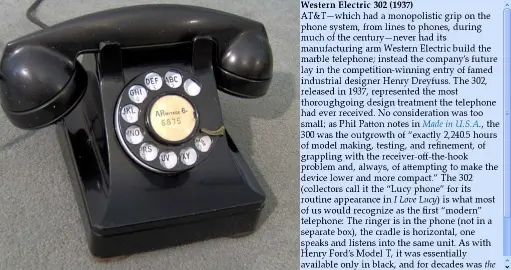 Western Electric 302 (1937)
AT&T—which had a monopolistic grip on the
phone system, from lines to phones, during
much of the century—never had its
manufacturing arm Western Electric build the
marble telephone; instead the company's future
lay in the competition-winning entry of famed
industrial designer Henry Dreyfuss. The 302,
released in 1937, represented the most
thoroughgoing design treatment the telephone
had ever received. No consideration was too
small; as Phil Patton notes in Made in U.S.A., the
300 was the outgrowth of "exactly 2,240.5 hours
of model making, testing, and refinement, of
grappling with the receiver-off-the-hook
problem and, always, of attempting to make the
device lower and more compact." The 302
(collectors call it the "Lucy phone" for its
routine appearance in I Love Lucy) is what most
of us would recognize as the first "modern"
telephone: The ringer is in the phone (not in a
separate box), the cradle is horizontal, one
speaks and listens into the same unit. As with
Henry Ford's Model T, it was essentially
available only in black, and for decades was the
ABC
DEF
GHI
JKL
MNO
PRS
UV
XY
6875